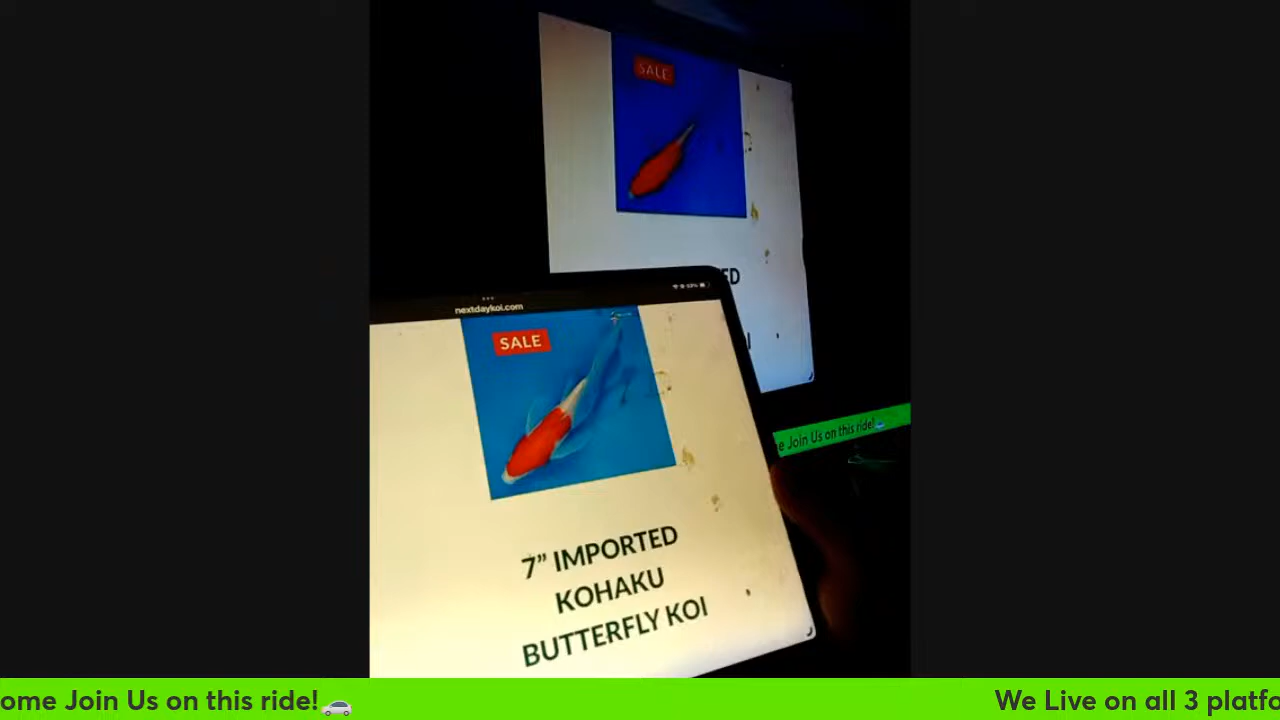 SALE
ED
nextdaykoi.com
SALE
7” IMPORTED
KOHAKU
BUTTERFLY KOI
e Join Us on this ride!
ome Join Us on this ride!🚗
We Live on all 3 platfo